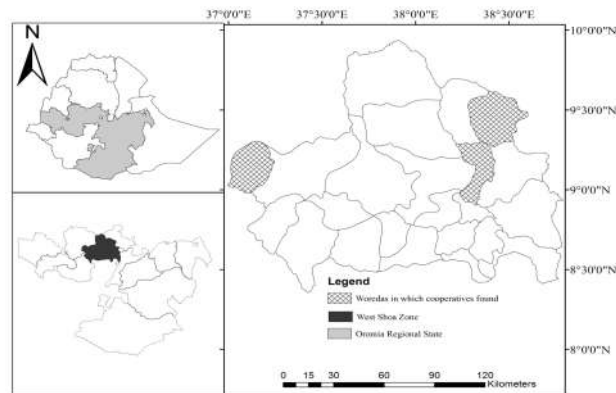 37°0'0"E 37°30'0"E 38°0'0"E 38°30'0"E
N
10°0'0"N
9°30'0"N
9°0'0"N
8°30'0"N
8°0'0"N
Legend
Woredas in which cooperatives found
West Shoa Zone
Oromia Regional State
0 15 30 60 90 120
Kilometers